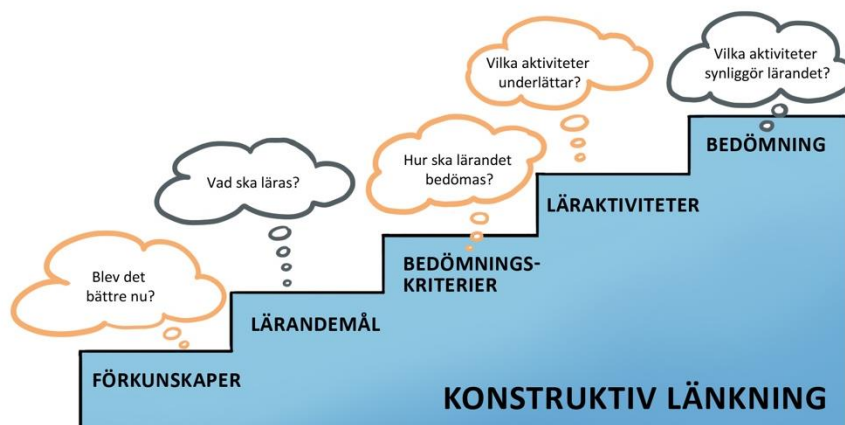 Vilka aktiviteter
synliggör lärandet?
Vilka aktiviteter
underlättar?
BEDÖMNING
Hur ska lärandet
bedömas?
Vad ska läras?
LÄRAKTIVITETER
BEDÖMNINGS-
KRITERIER
Blev det
bättre nu?
LÄRANDEMÅL
FÖRKUNSKAPER
KONSTRUKTIV LÄNKNING